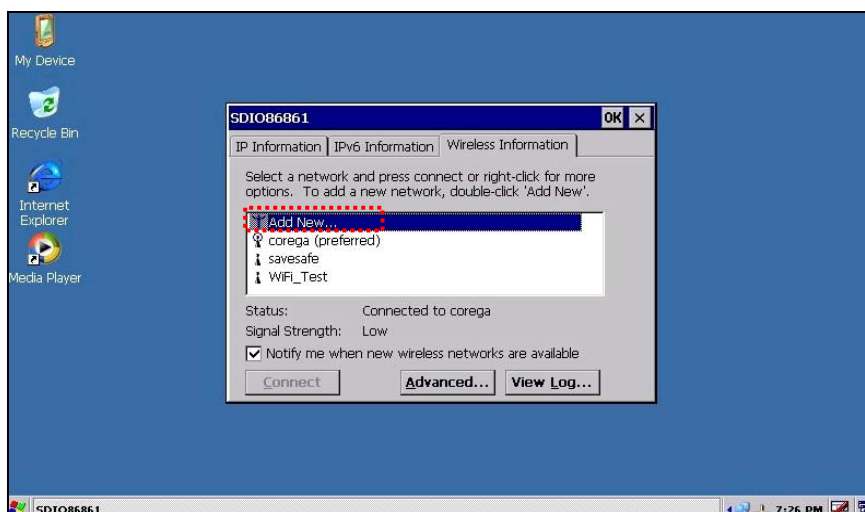 My Device
Recycle Bin
Internet
Explorer
Media Player
SDIO86861
OK
IP Information
IPv6 Information
Wireless Information
Select a network and press connect or right-click for more
options. To add a new network, double-click 'Add New'.
Add New...
corega (preferred)
savesafe
WiFi_Test
Status: Connected to corega
Signal Strength: Low
Notify me when new wireless networks are available
Connect
Advanced...
View Log...
SDIO86861
7:26 PM